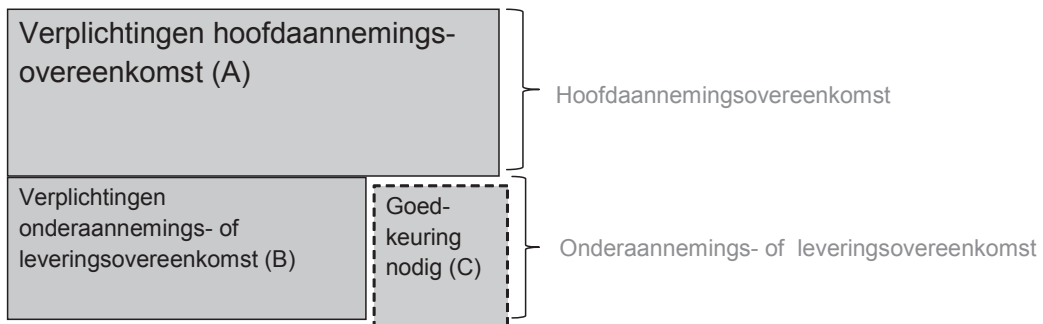 Verplichtingen hoofdaannemings-
overeenkomst (A)
Hoofdaannemingsovereenkomst
Verplichtingen
onderaannemings- of
leveringsovereenkomst (B)
Goed-
keuring
nodig (C)
Onderaannemings- of leveringsovereenkomst